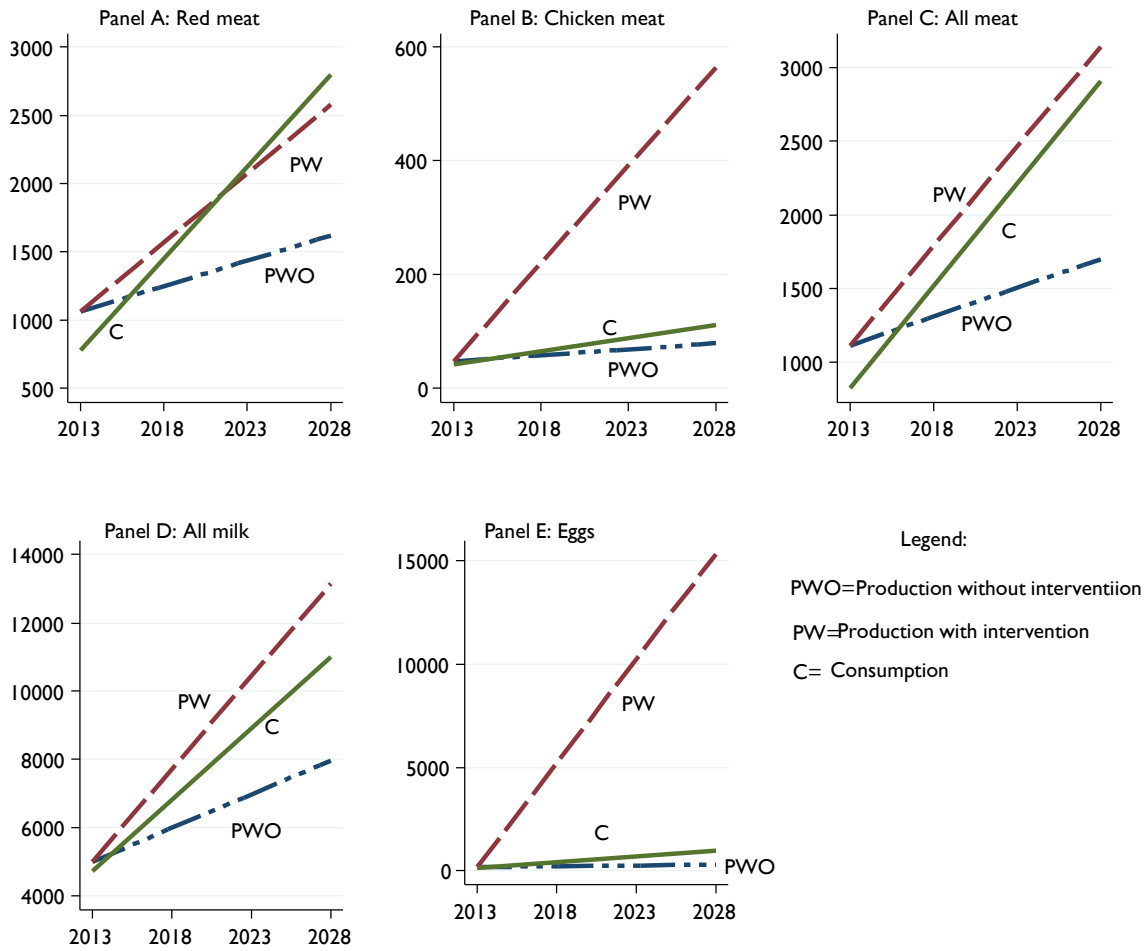 Panel A: Red meat
3000
2500
2000
1500
1000
500
PW
PWO
C
2013 2018 2023 2028
Panel B: Chicken meat
600
400
200
0
PW
C
PWO
2013 2018 2023 2028
Panel C: All meat
3000
2500
2000
1500
1000
PW
C
PWO
2013 2018 2023 2028
Panel D: All milk
14000
12000
10000
8000
6000
4000
PW
C
PWO
2013 2018 2023 2028
Panel E: Eggs
15000
10000
5000
0
PW
C
PWO
2013 2018 2023 2028
Legend:
PWO=Production without interventiion
PW=Production with intervention
C= Consumption